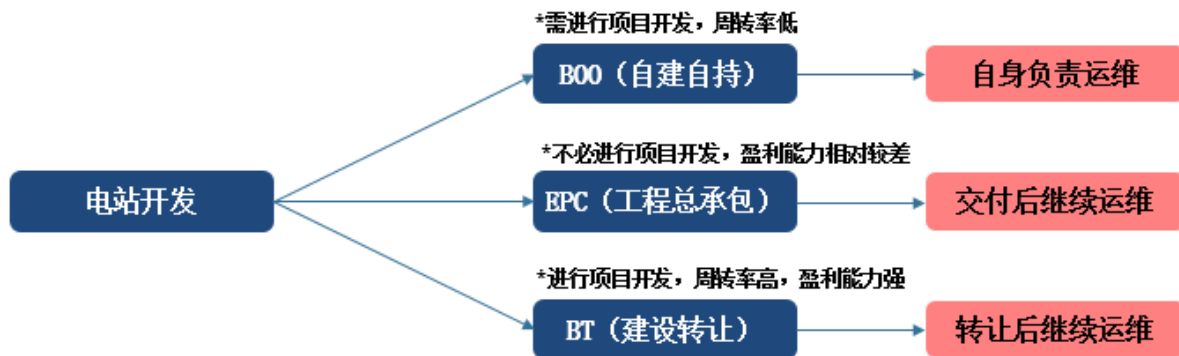 *需进行项目开发，周转率低
BOO（自建自持）
自身负责运维
*不必进行项目开发，盈利能力相对较差
电站开发
EPC（工程总承包）
交付后继续运维
*进行项目开发，周转率高，盈利能力强
BT（建设转让）
转让后继续运维